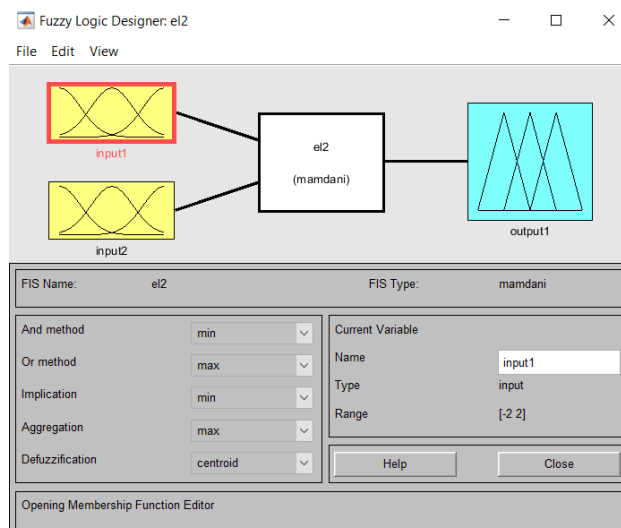 Fuzzy Logic Designer: el2
File Edit View
input1
el2
(mamdani)
output1
input2
FIS Name: el2 FIS Type: mamdani
And method min
Or method max
Implication min
Aggregation max
Defuzzification centroid
Current Variable
Name input1
Type input
Range [-2 2]
Help Close
Opening Membership Function Editor